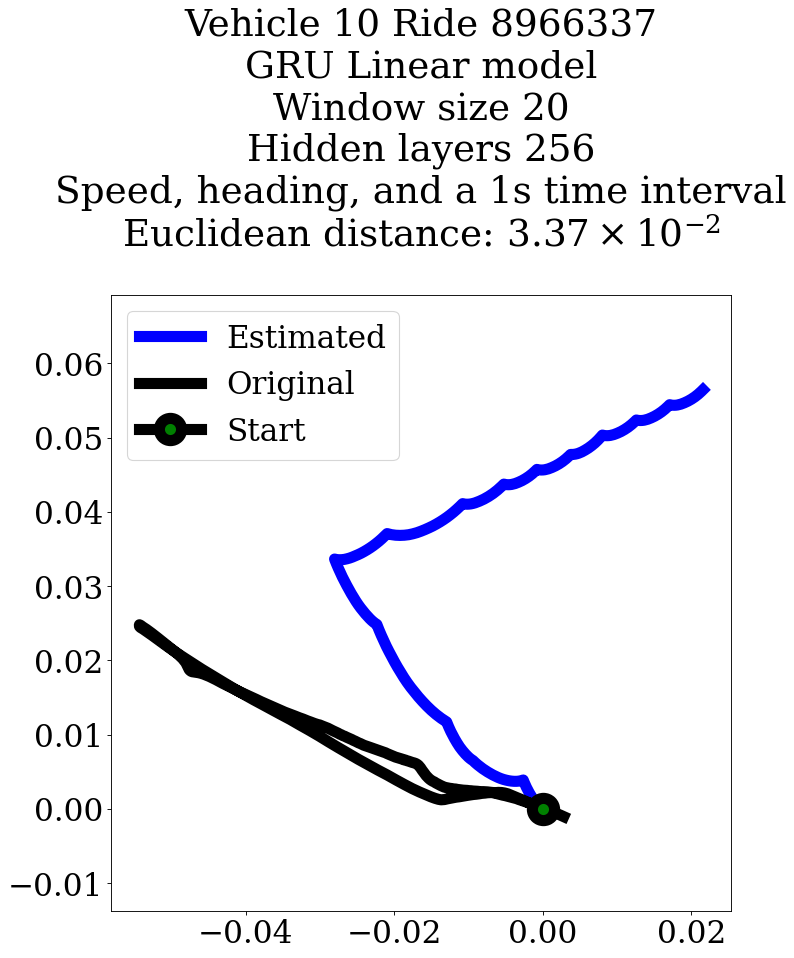 Vehicle 10 Ride 8966337
GRU Linear model
Window size 20
Hidden layers 256
Speed, heading, and a 1s time interval
Euclidean distance: 3.37 × 10⁻²
Estimated
Original
Start
0.06
0.05
0.04
0.03
0.02
0.01
0.00
−0.01
−0.04
−0.02
0.00
0.02